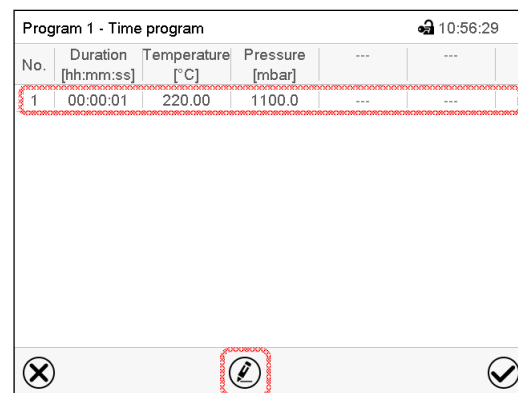 Program 1 - Time program 10:56:29
No. Duration [hh:mm:ss] Temperature [°C] Pressure [mbar] --- ---
1 00:00:01 220.00 1100.0 --- ---